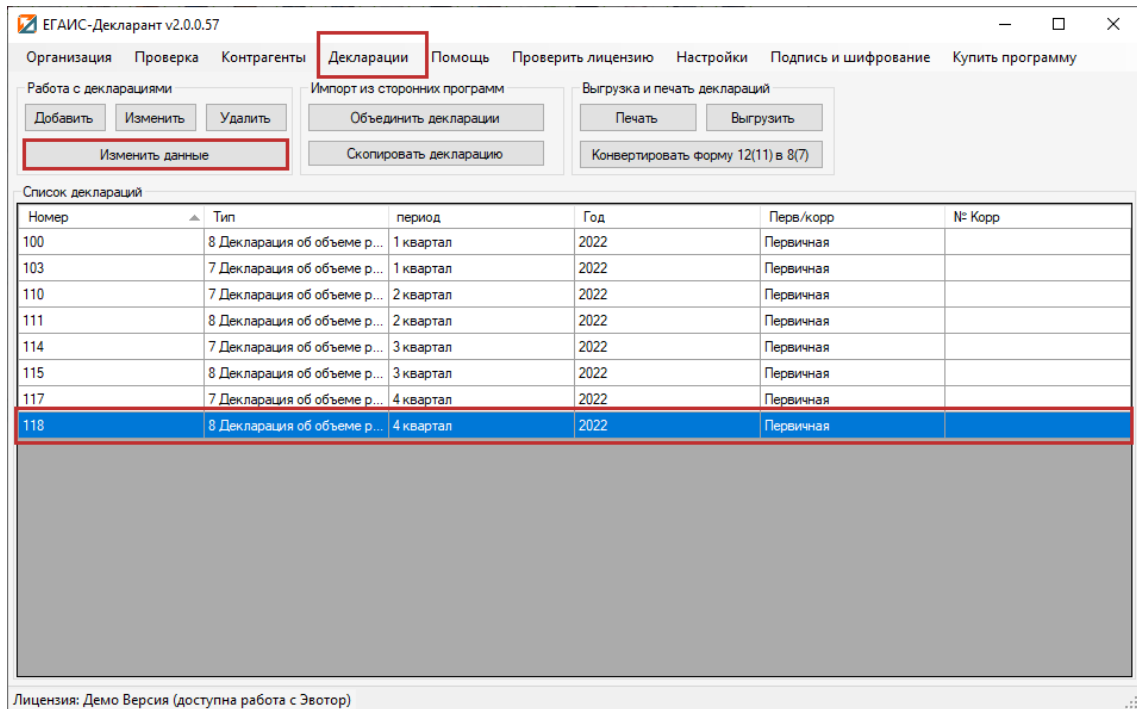 ЕГАИС-Декларант v2.0.0.57
Организация Проверка Контрагенты Декларации Помощь Проверить лицензию Настройки Подпись и шифрование Купить программу
Работа с декларациями Импорт из сторонних программ Выгрузка и печать деклараций
Добавить Изменить Удалить Объединить декларации Печать Выгрузить
Изменить данные Скопировать декларацию Конвертировать форму 12(11) в 8(7)
Список деклараций
Номер Тип период Год Перв/корр № Корр
100 8 Декларация об объеме р... 1 квартал 2022 Первичная
103 7 Декларация об объеме р... 1 квартал 2022 Первичная
110 7 Декларация об объеме р... 2 квартал 2022 Первичная
111 8 Декларация об объеме р... 2 квартал 2022 Первичная
114 7 Декларация об объеме р... 3 квартал 2022 Первичная
115 8 Декларация об объеме р... 3 квартал 2022 Первичная
117 7 Декларация об объеме р... 4 квартал 2022 Первичная
118 8 Декларация об объеме р... 4 квартал 2022 Первичная
Лицензия: Демо Версия (доступна работа с Эвотор)